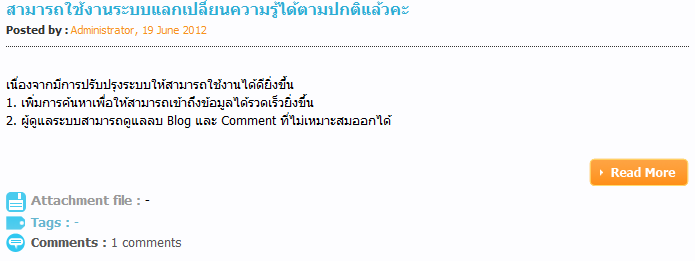 สามารถใช้งานระบบแลกเปลี่ยนความรู้ได้ตามปกติแล้วคะ
Posted by : Administrator, 19 June 2012
เนื่องจากมีการปรับปรุงระบบให้สามารถใช้งานได้ดียิ่งขึ้น
1. เพิ่มการค้นหาเพื่อให้สามารถเข้าถึงข้อมูลได้รวดเร็วยิ่งขึ้น
2. ผู้ดูแลระบบสามารถดูแลลบ Blog และ Comment ที่ไม่เหมาะสมออกได้
Read More
Attachment file : -
Tags : -
Comments : 1 comments